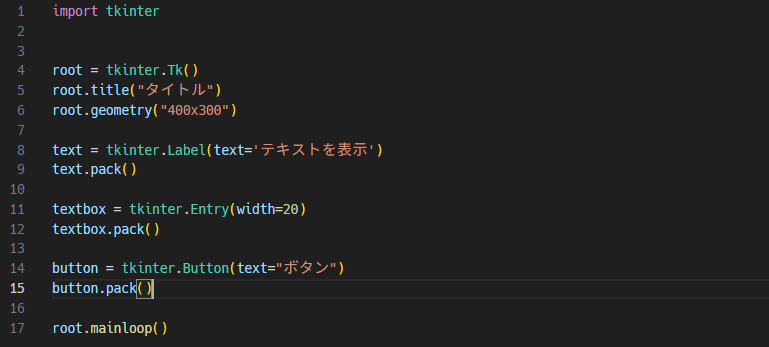 1 import tkinter
2
3
4 root = tkinter.Tk()
5 root.title("タイトル")
6 root.geometry("400x300")
7
8 text = tkinter.Label(text='テキストを表示')
9 text.pack()
10
11 textbox = tkinter.Entry(width=20)
12 textbox.pack()
13
14 button = tkinter.Button(text="ボタン")
15 button.pack()
16
17 root.mainloop()